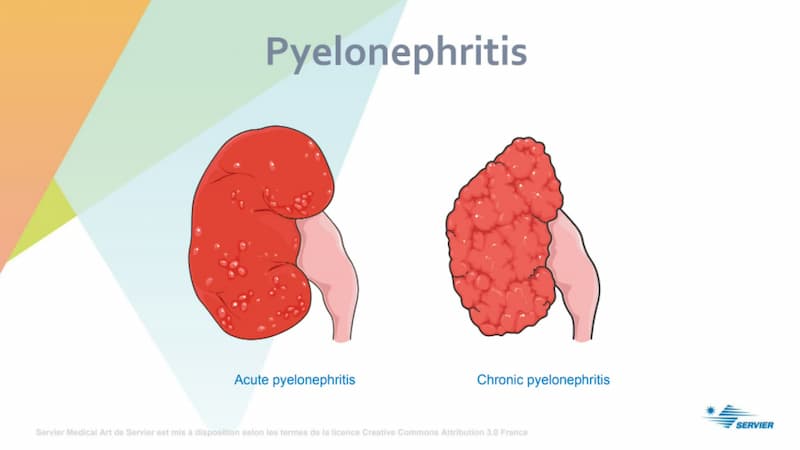 Pyelonephritis
Acute pyelonephritis
Chronic pyelonephritis
SERVIER
Servier Medical Art de Servier est mis à disposition selon les termes de la licence Creative Commons Attribution 3.0 France